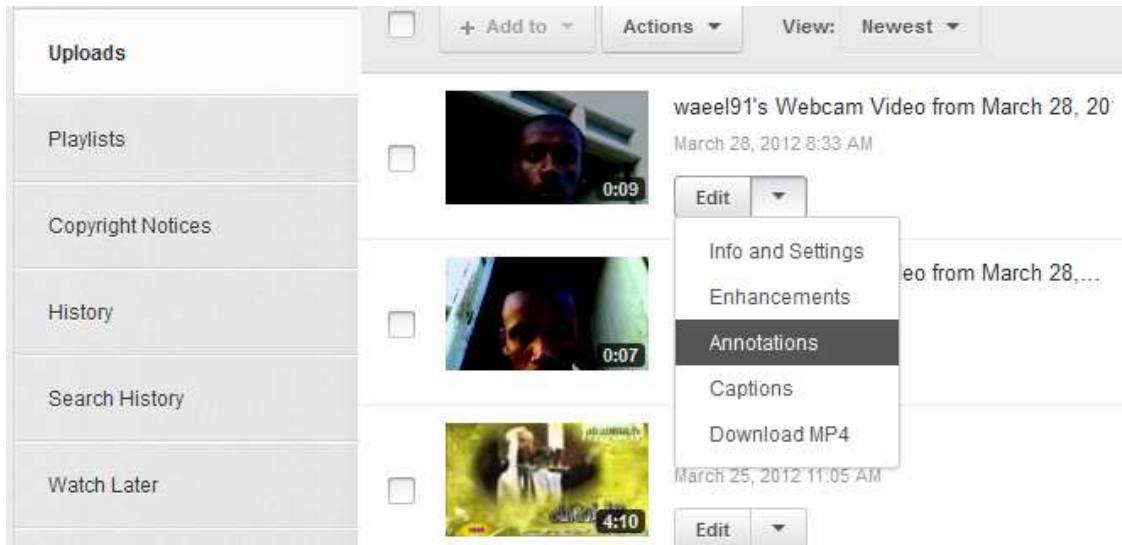 Uploads
Playlists
Copyright Notices
History
Search History
Watch Later
+ Add to
Actions
View:
Newest
waeel91's Webcam Video from March 28, 20
March 28, 2012 8:33 AM
0:09
Edit
Info and Settings
Enhancements
Annotations
Captions
Download MP4
eo from March 28,...
0:07
March 25, 2012 11:05 AM
4:10
Edit